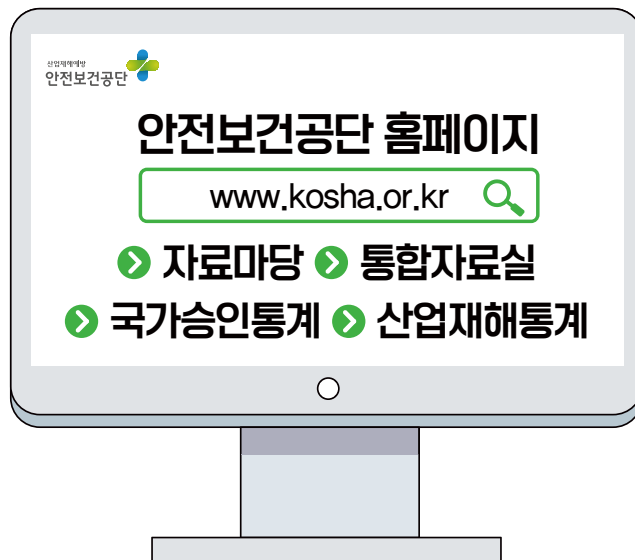 산업재해예방
안전보건공단
안전보건공단 홈페이지
www.kosha.or.kr
자료마당 통합자료실
국가승인통계 산업재해통계